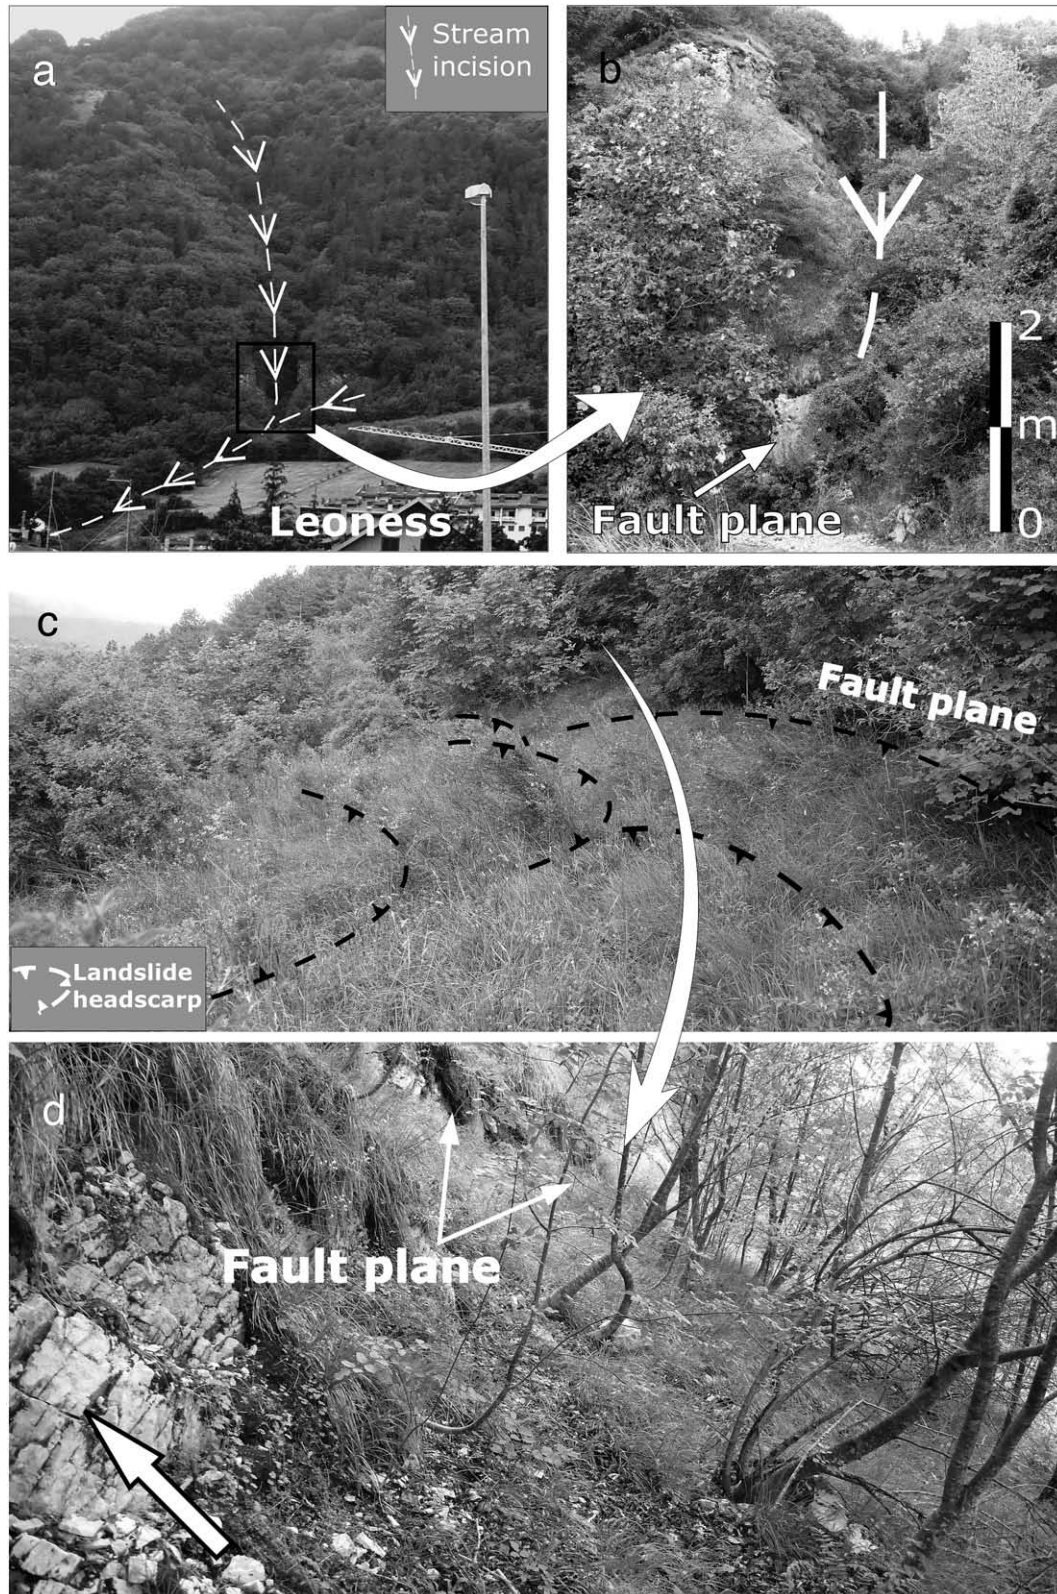 a
Stream
incision
Leoness
b
2
m
0
Fault plane
c
Fault plane
Landslide
headscarp
d
Fault plane